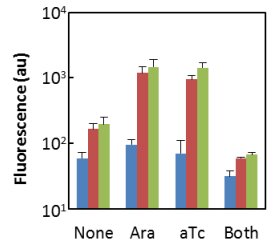 Fluorescence (au)
10⁴
10³
10²
10¹
None Ara aTc Both